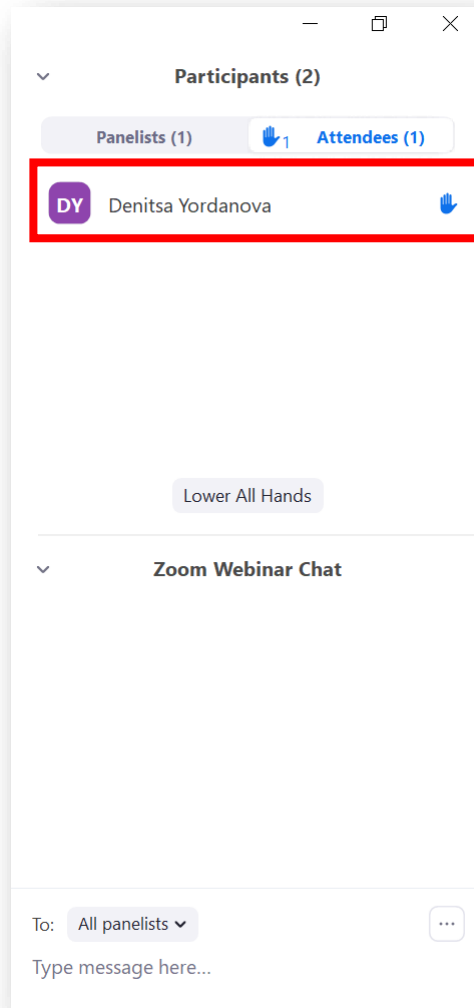 Participants (2)
Panelists (1) 1 Attendees (1)
DY Denitsa Yordanova
Lower All Hands
Zoom Webinar Chat
To: All panelists
Type message here...